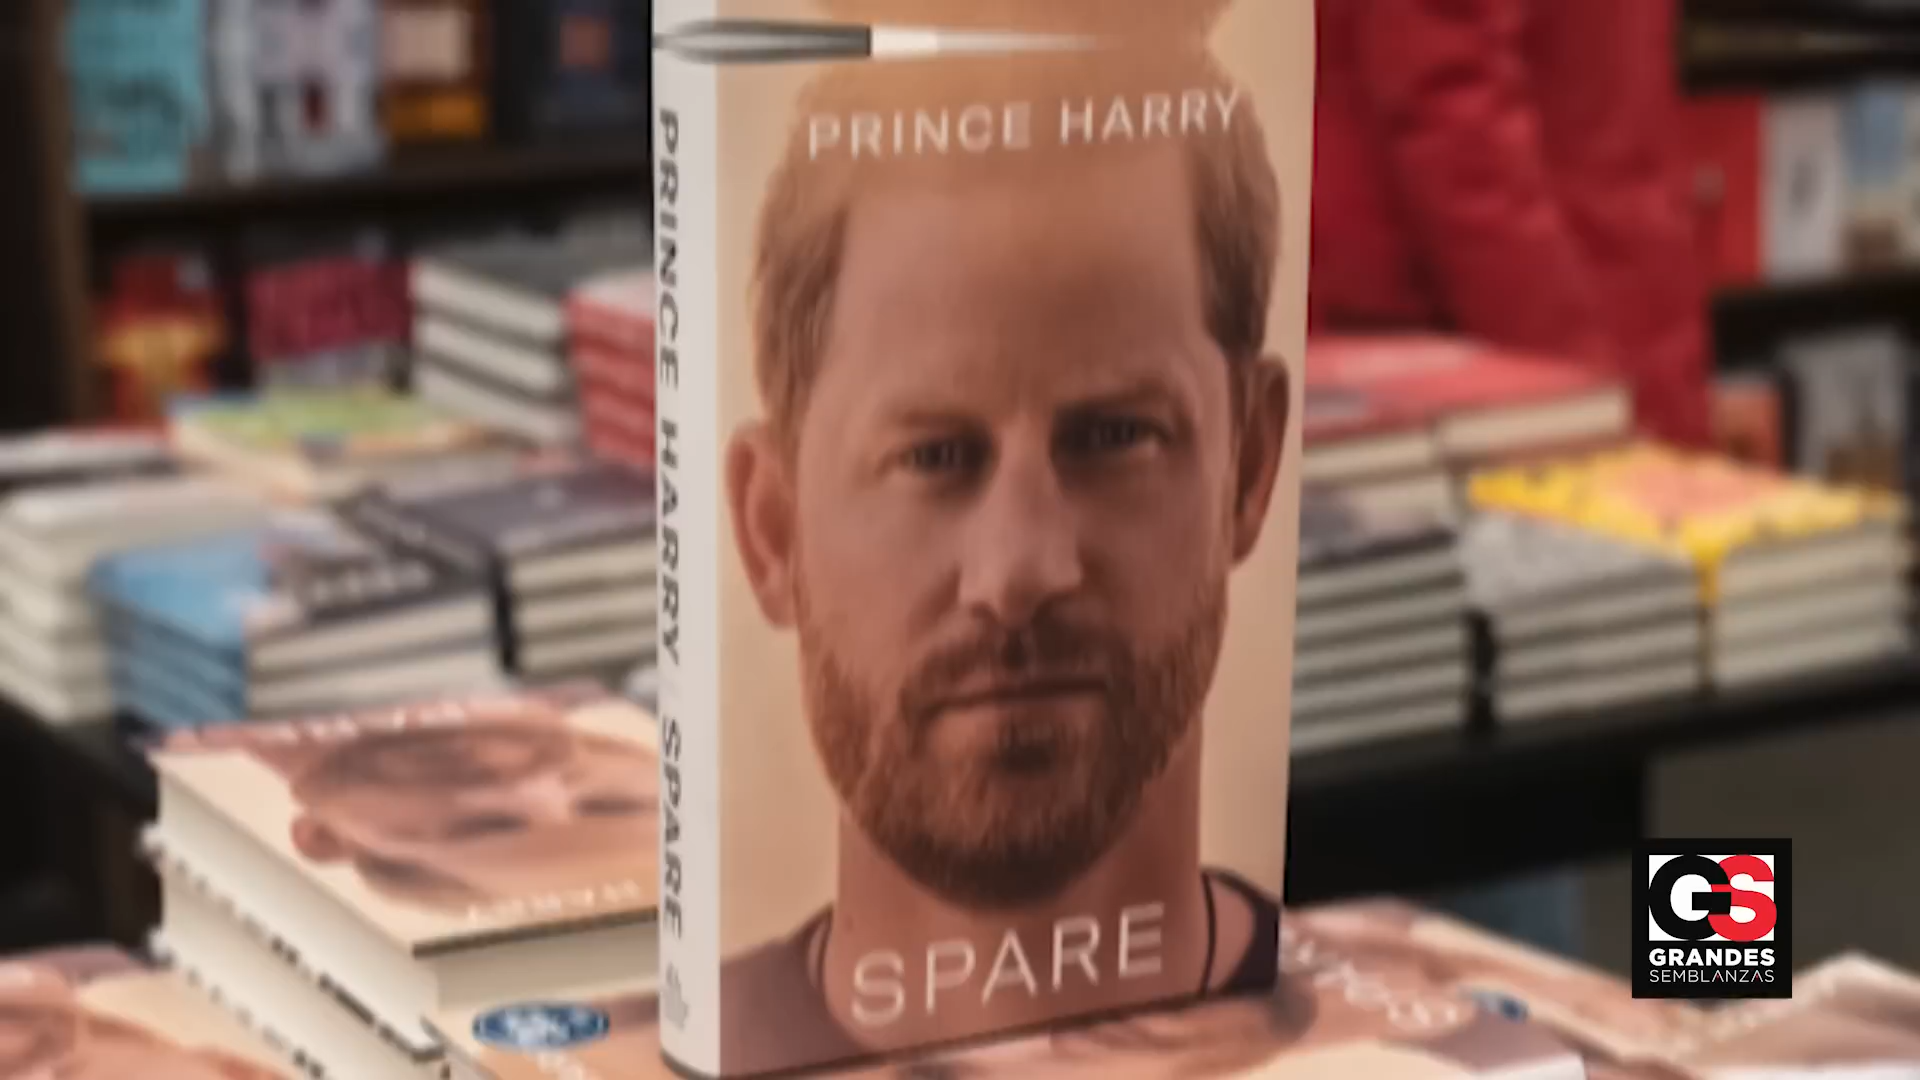 PRINCE HARRY
PRINCE HARRY SPARE
SPARE
GS
GRANDES
SEMBLANZAS